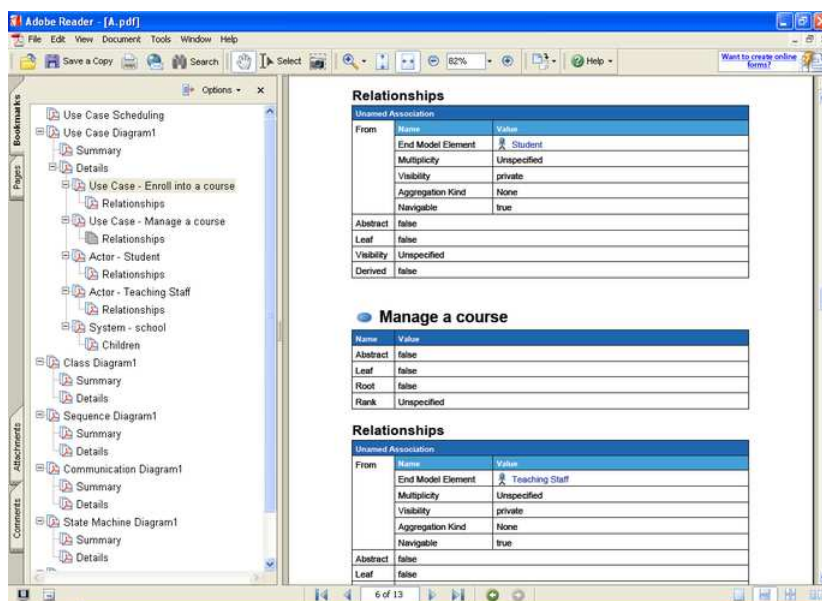 Adobe Reader - [A.pdf]
File Edit View Document Tools Window Help
Save a Copy Search Select 82% Help Want to create online forms?
Options x
Bookmarks
Pages
Attachments
Comments
Use Case Scheduling
Use Case Diagram1
Summary
Details
Use Case - Enroll into a course
Relationships
Use Case - Manage a course
Relationships
Actor - Student
Relationships
Actor - Teaching Staff
Relationships
System - school
Children
Class Diagram1
Summary
Details
Sequence Diagram1
Summary
Details
Communication Diagram1
Summary
Details
State Machine Diagram1
Summary
Details
Relationships
Unamed Association
From Name Value
End Model Element Student
Multiplicity Unspecified
Visibility private
Aggregation Kind None
Navigable true
Abstract false
Leaf false
Visibility Unspecified
Derived false
Manage a course
Name Value
Abstract false
Leaf false
Root false
Rank Unspecified
Relationships
Unamed Association
From Name Value
End Model Element Teaching Staff
Multiplicity Unspecified
Visibility private
Aggregation Kind None
Navigable true
Abstract false
Leaf false
6 of 13